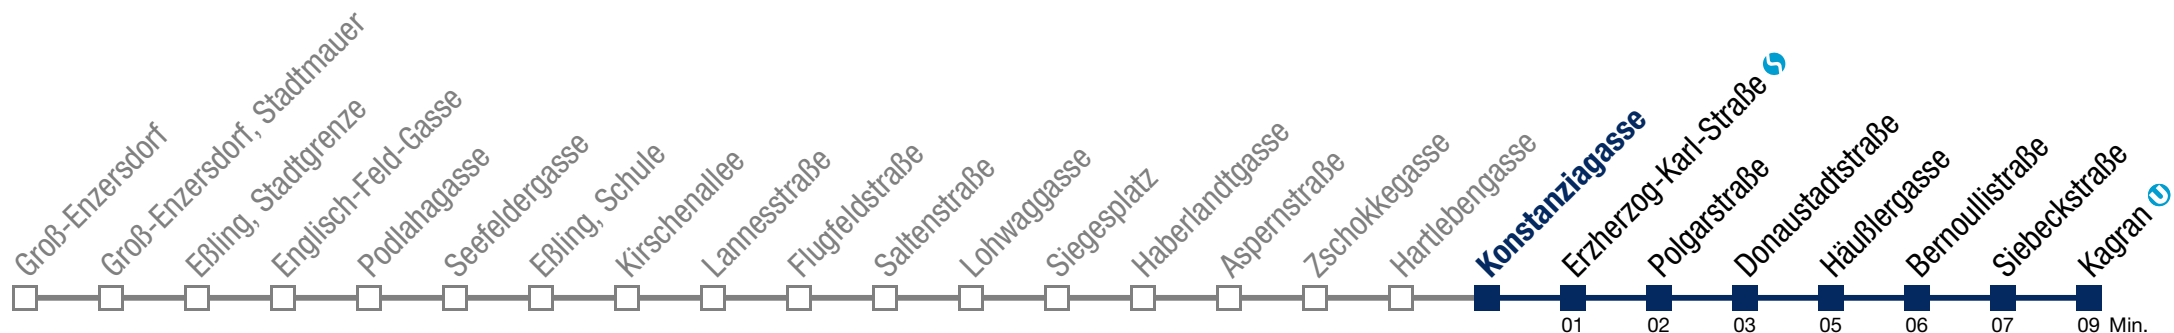 Groß-Enzersdorf
Groß-Enzersdorf, Stadtmauer
Eßling, Stadtgrenze
Englisch-Feld-Gasse
Podlahagasse
Seefeldergasse
Eßling, Schule
Kirschenallee
Lannesstraße
Flugfeldstraße
Saltenstraße
Lohwaggasse
Siegesplatz
Haberlandtgasse
Aspernstraße
Zschokkegasse
Hartlebengasse
Konstanziagasse
Erzherzog-Karl-Straße S
Polgarstraße
Donaustadtstraße
Häußlergasse
Bernoullistraße
Siebeckstraße
Kagran U
01 02 03 05 06 07 09 Min.